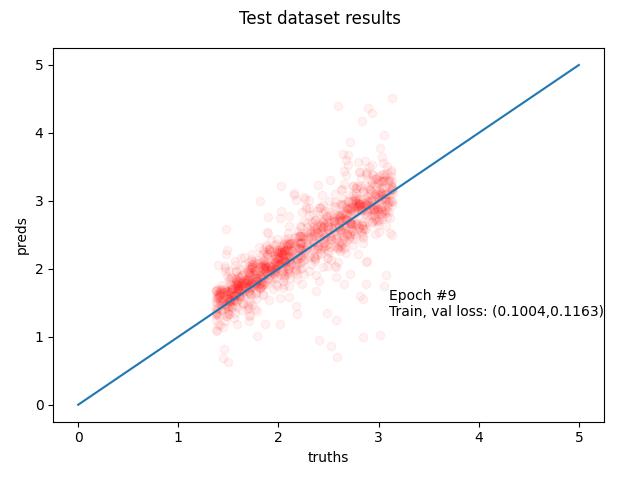 Test dataset results
5
4
3
2
1
0
preds
Epoch #9
Train, val loss: (0.1004,0.1163)
0 1 2 3 4 5
truths